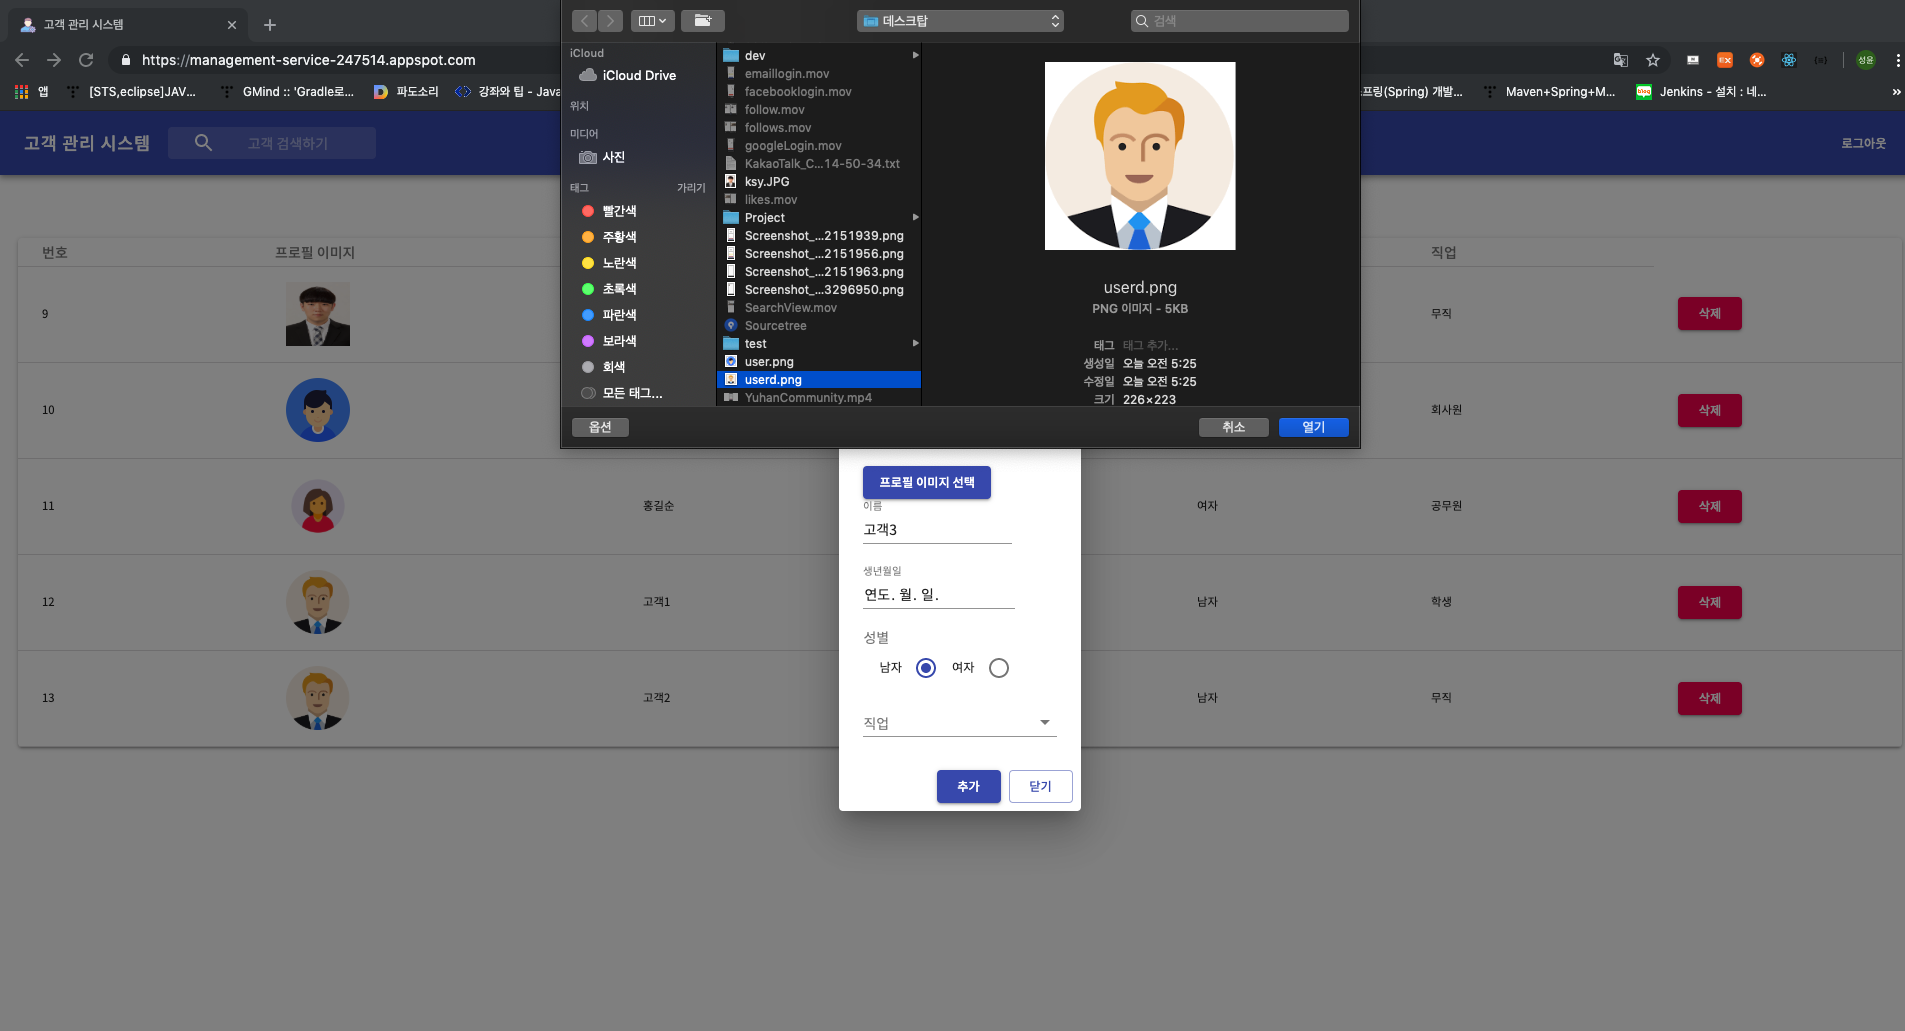 고객 관리 시스템
https://management-service-247514.appspot.com
성윤
앱
[STS,eclipse]JAV...
GMind :: 'Gradle로...
파도소리
강좌와 팁 - Java
프링(Spring) 개발...
Maven+Spring+M...
Jenkins - 설치 : 네...
»
고객 관리 시스템
고객 검색하기
로그아웃
데스크탑
검색
iCloud
iCloud Drive
위치
미디어
사진
태그
가리기
빨간색
주황색
노란색
초록색
파란색
보라색
회색
모든 태그...
dev
emaillogin.mov
facebooklogin.mov
follow.mov
follows.mov
googleLogin.mov
KakaoTalk_C...14-50-34.txt
ksy.JPG
likes.mov
Project
Screenshot_...2151939.png
Screenshot_...2151956.png
Screenshot_...2151963.png
Screenshot_...3296950.png
SearchView.mov
Sourcetree
test
user.png
userd.png
YuhanCommunity.mp4
userd.png
PNG 이미지 - 5KB
태그 태그 추가...
생성일 오늘 오전 5:25
수정일 오늘 오전 5:25
크기 226×223
옵션
취소
열기
번호 프로필 이미지 직업
9 무직 삭제
10 회사원 삭제
11 홍길순 여자 공무원 삭제
12 고객1 남자 학생 삭제
13 고객2 남자 무직 삭제
프로필 이미지 선택
이름
고객3
생년월일
연도. 월. 일.
성별
남자 여자
직업
추가 닫기